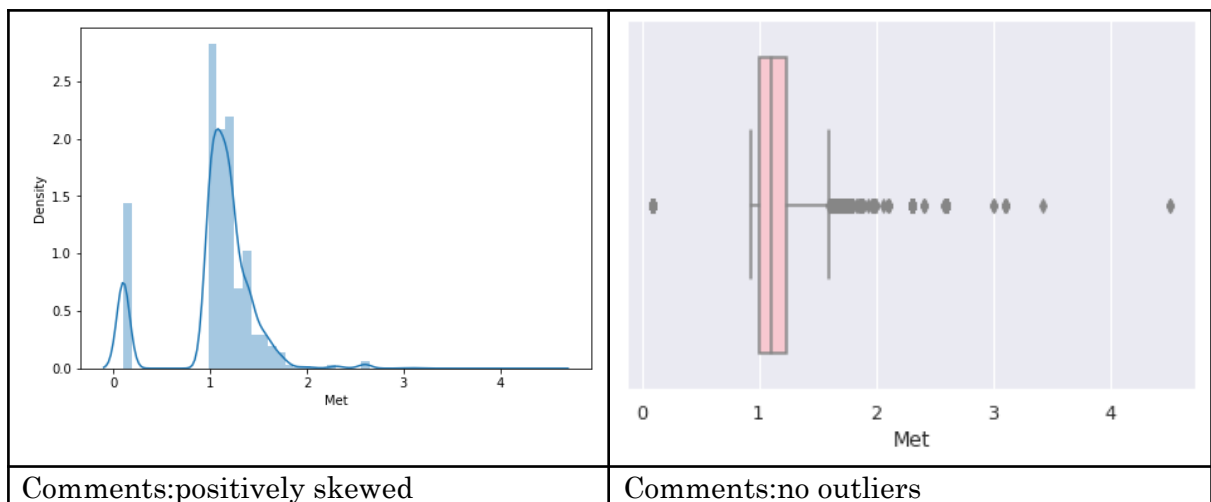 2.5
2.0
1.5
1.0
0.5
0.0
Density
0 1 2 3 4
Met
0 1 2 3 4
Met
Comments:positively skewed
Comments:no outliers